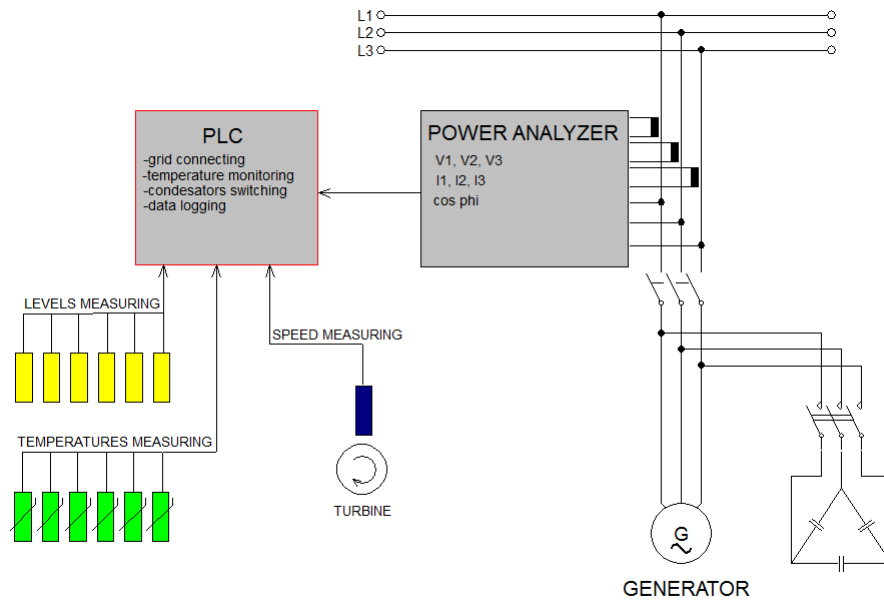 L1
L2
L3
PLC
-grid connecting
-temperature monitoring
-condesators switching
-data logging
POWER ANALYZER
V1, V2, V3
I1, I2, I3
cos phi
LEVELS MEASURING
SPEED MEASURING
TEMPERATURES MEASURING
TURBINE
G
GENERATOR